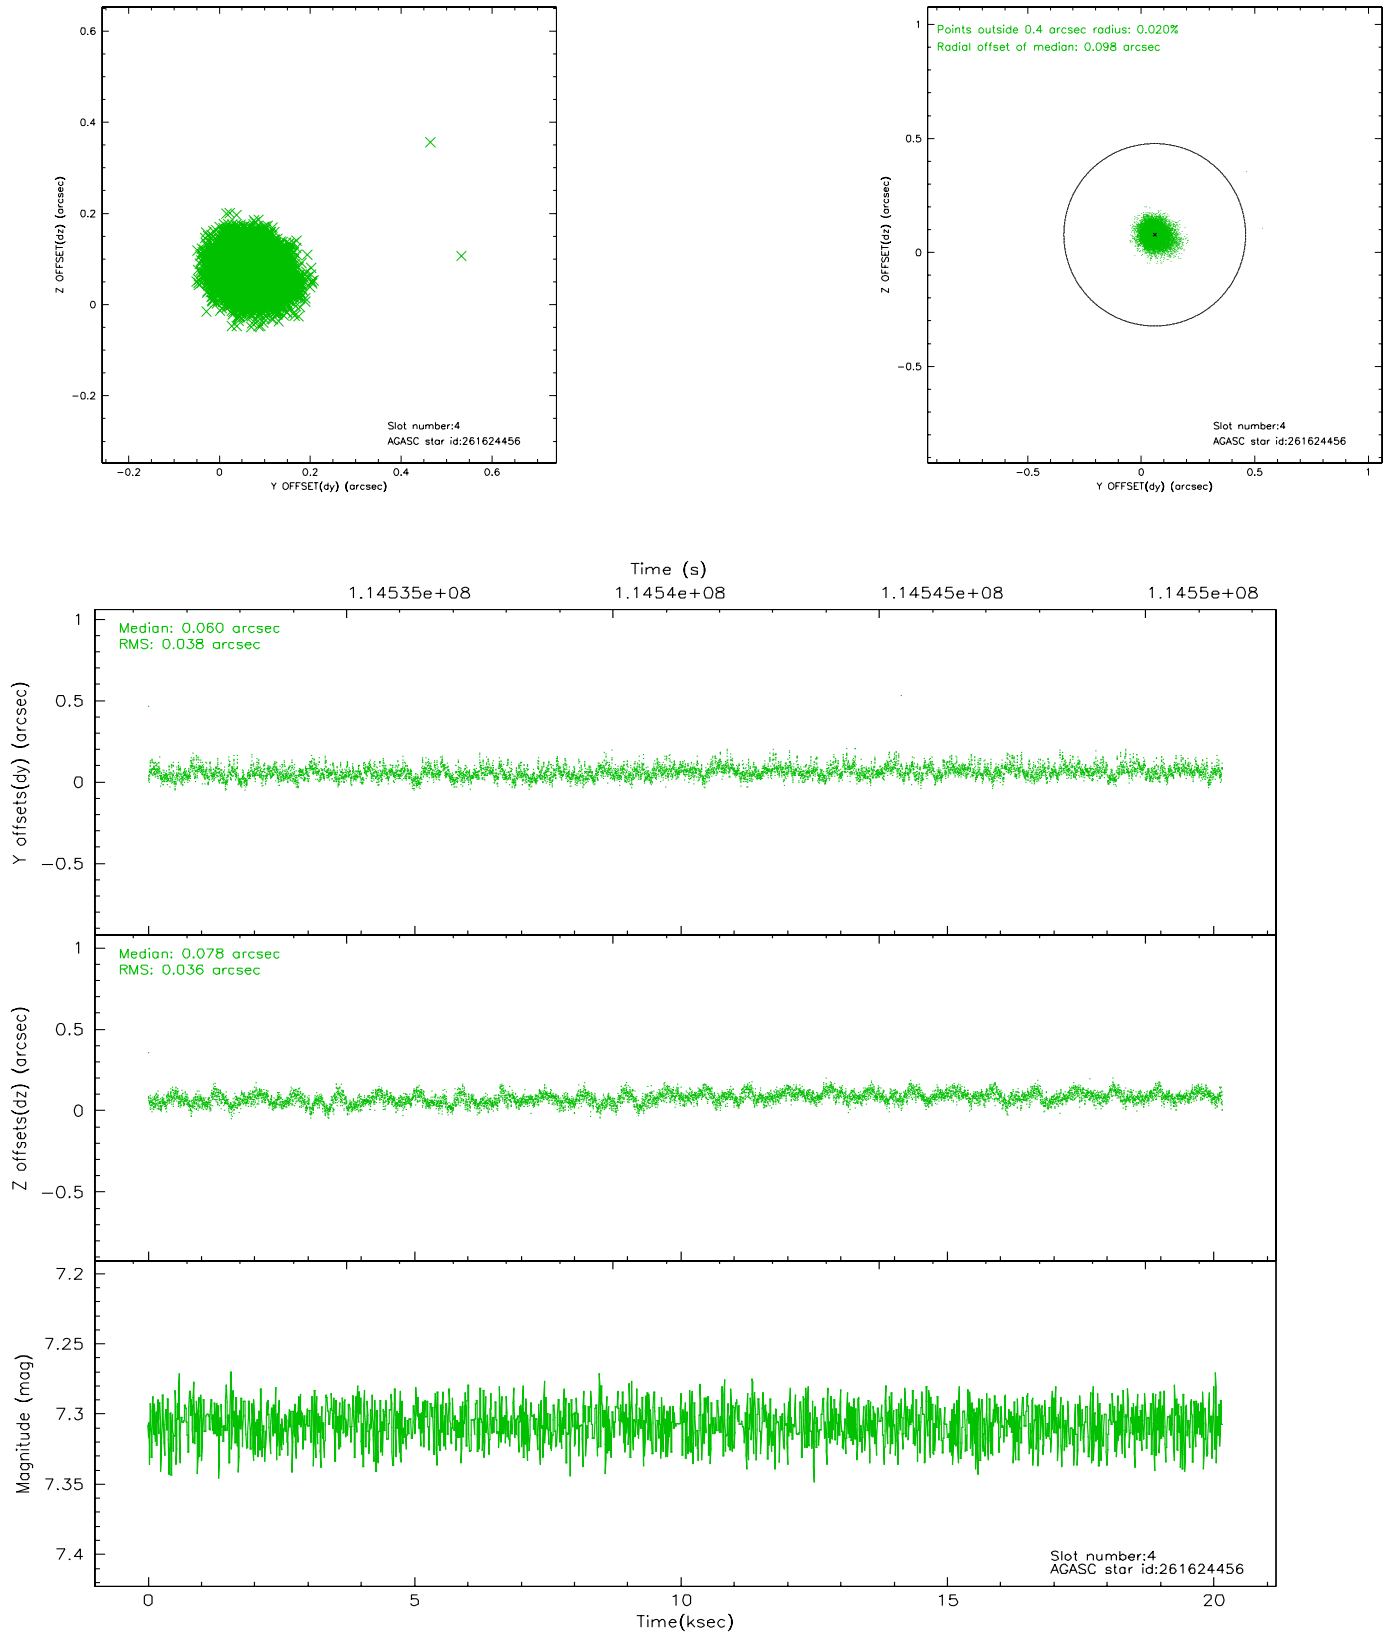 0.6
0.4
0.2
0
−0.2
Z OFFSET(dz) (arcsec)
Slot number:4
AGASC star id:261624456
−0.2 0 0.2 0.4 0.6
Y OFFSET(dy) (arcsec)
Points outside 0.4 arcsec radius: 0.020%
Radial offset of median: 0.098 arcsec
1
0.5
0
−0.5
Z OFFSET(dz) (arcsec)
Slot number:4
AGASC star id:261624456
−0.5 0 0.5 1
Y OFFSET(dy) (arcsec)
Time (s)
1.14535e+08 1.1454e+08 1.14545e+08 1.1455e+08
Median: 0.060 arcsec
RMS: 0.038 arcsec
1
0.5
0
−0.5
Y offsets(dy) (arcsec)
Median: 0.078 arcsec
RMS: 0.036 arcsec
1
0.5
0
−0.5
Z offsets(dz) (arcsec)
7.2
7.25
7.3
7.35
7.4
Magnitude (mag)
Slot number:4
AGASC star id:261624456
0 5 10 15 20
Time(ksec)